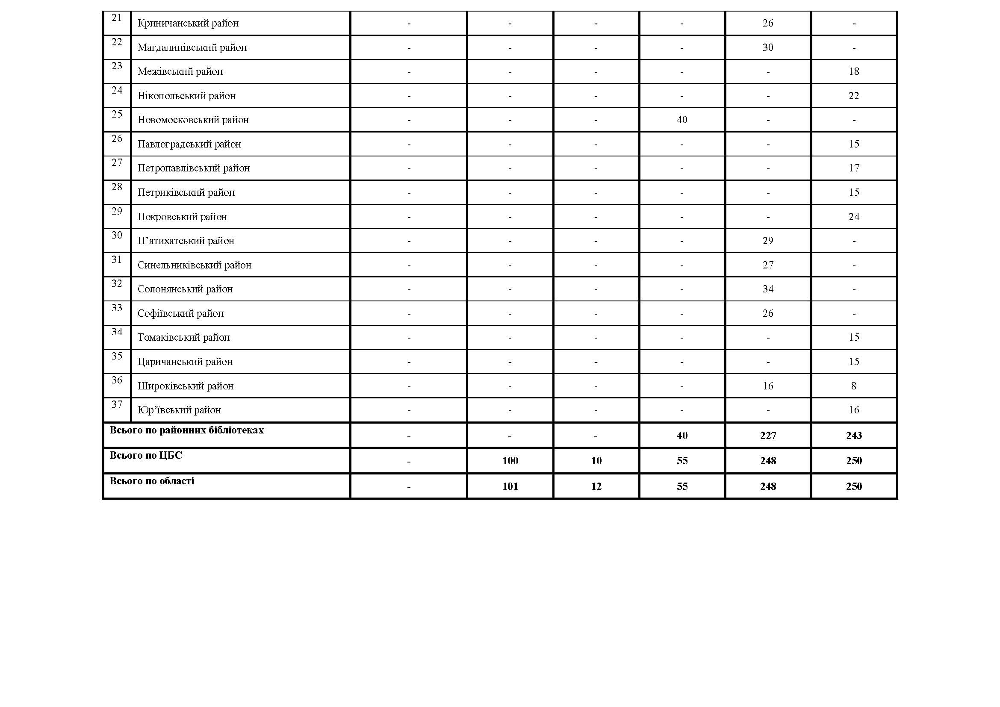 21 Криничанський район - - - - 26 -
22 Магдалинівський район - - - - 30 -
23 Межівський район - - - - - 18
24 Нікопольський район - - - - - 22
25 Новомосковський район - - - 40 - -
26 Павлоградський район - - - - - 15
27 Петропавлівський район - - - - - 17
28 Петриківський район - - - - - 15
29 Покровський район - - - - - 24
30 П’ятихатський район - - - - 29 -
31 Синельниківський район - - - - 27 -
32 Солонянський район - - - - 34 -
33 Софіївський район - - - - 26 -
34 Томаківський район - - - - - 15
35 Царичанський район - - - - - 15
36 Широківський район - - - - 16 8
37 Юр’ївський район - - - - - 16
Всього по районних бібліотеках - - - 40 227 243
Всього по ЦБС - 100 10 55 248 250
Всього по області - 101 12 55 248 250